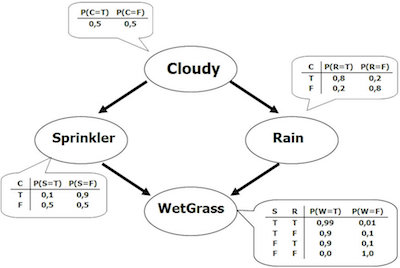 P(C=T) P(C=F)
0,5 0,5
Cloudy
C P(R=T) P(R=F)
T 0,8 0,2
F 0,2 0,8
Sprinkler
Rain
C P(S=T) P(S=F)
T 0,1 0,9
F 0,5 0,5
WetGrass
S R P(W=T) P(W=F)
T T 0,99 0,01
T F 0,9 0,1
F T 0,9 0,1
F F 0,0 1,0